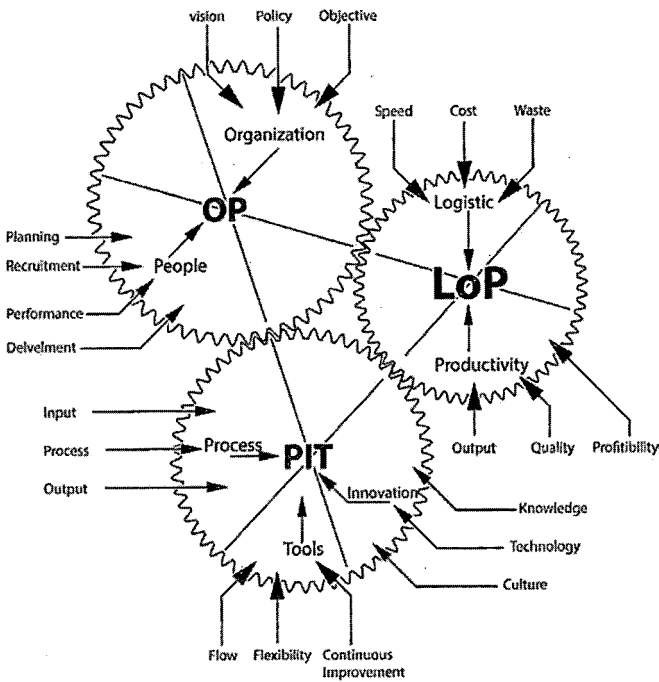 vision Policy Objective
Organization
OP
Planning
Recruitment
People
Performance
Delvelment
Speed Cost Waste
Logistic
LoP
Productivity
Output Quality Profitibility
Input
Process
Output
Process
PIT
Innovation
Tools
Knowledge
Technology
Culture
Flow Flexibility Continuous
Improvement